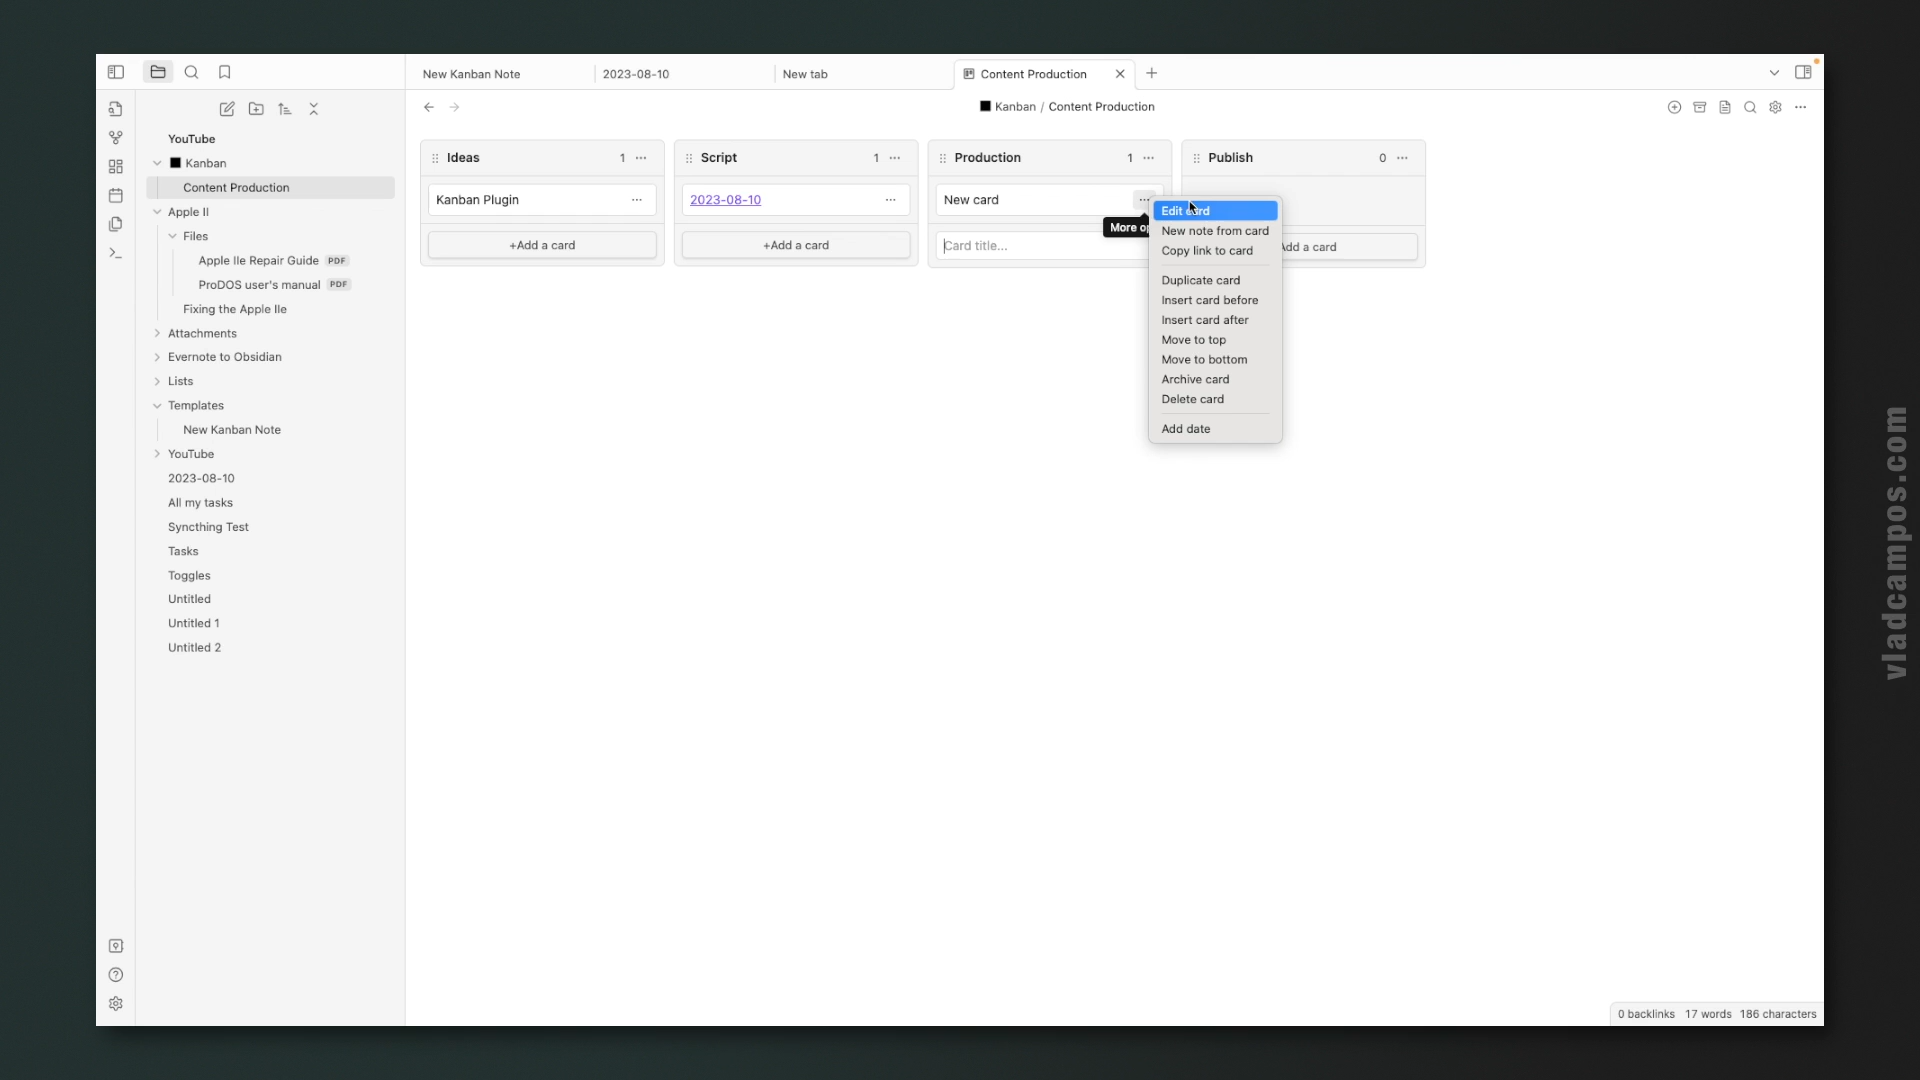 New Kanban Note
2023-08-10
New tab
Content Production
Kanban / Content Production
YouTube
Kanban
Content Production
Apple II
Files
Apple IIe Repair Guide PDF
ProDOS user's manual PDF
Fixing the Apple IIe
Attachments
Evernote to Obsidian
Lists
Templates
New Kanban Note
YouTube
2023-08-10
All my tasks
Syncthing Test
Tasks
Toggles
Untitled
Untitled 1
Untitled 2
Ideas 1
Kanban Plugin
+Add a card
Script 1
2023-08-10
+Add a card
Production 1
New card
More
Card title...
Publish 0
Add a card
Edit card
New note from card
Copy link to card
Duplicate card
Insert card before
Insert card after
Move to top
Move to bottom
Archive card
Delete card
Add date
0 backlinks 17 words 186 characters
vladcampos.com